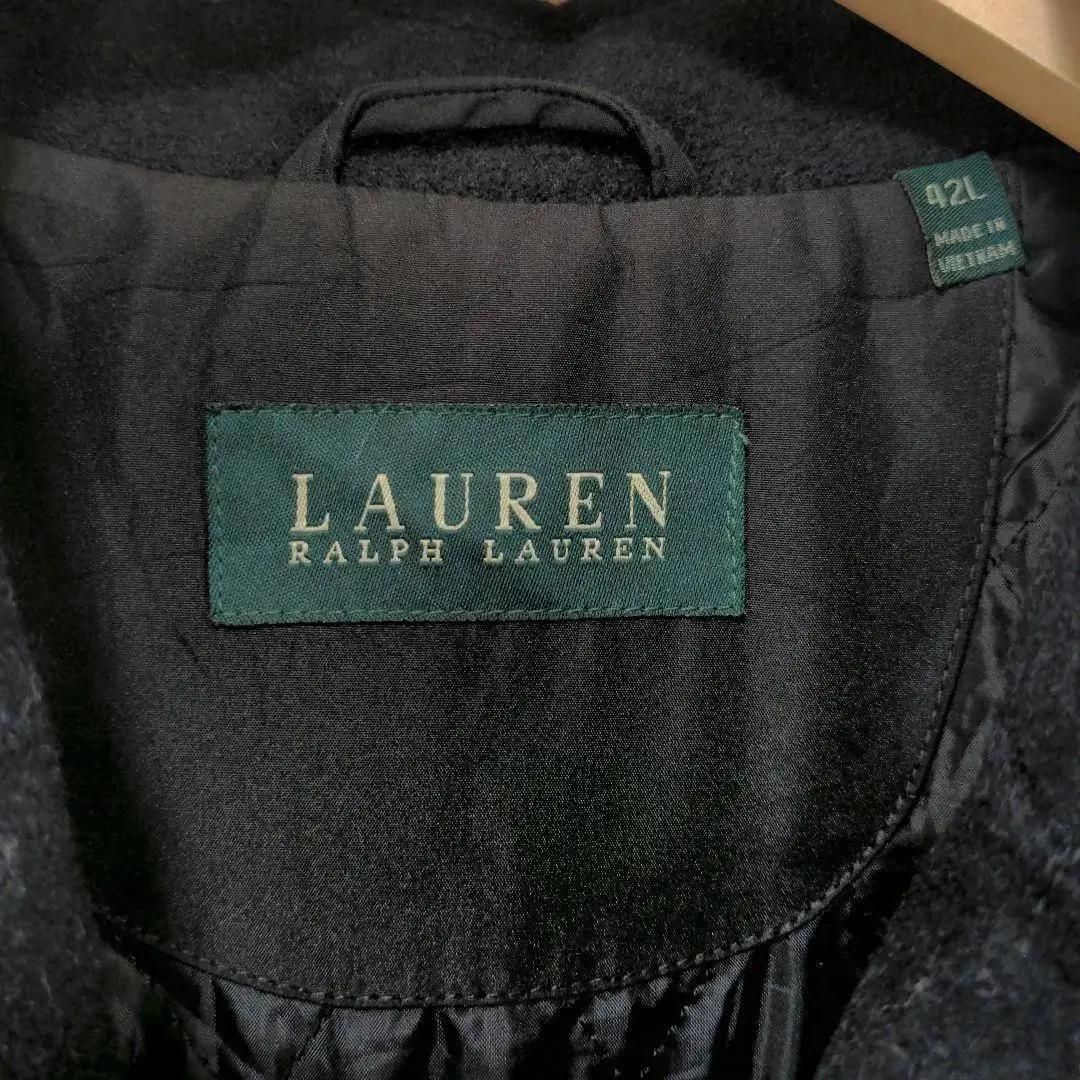 42L
MADE IN
VIETNAM
LAUREN
RALPH LAUREN